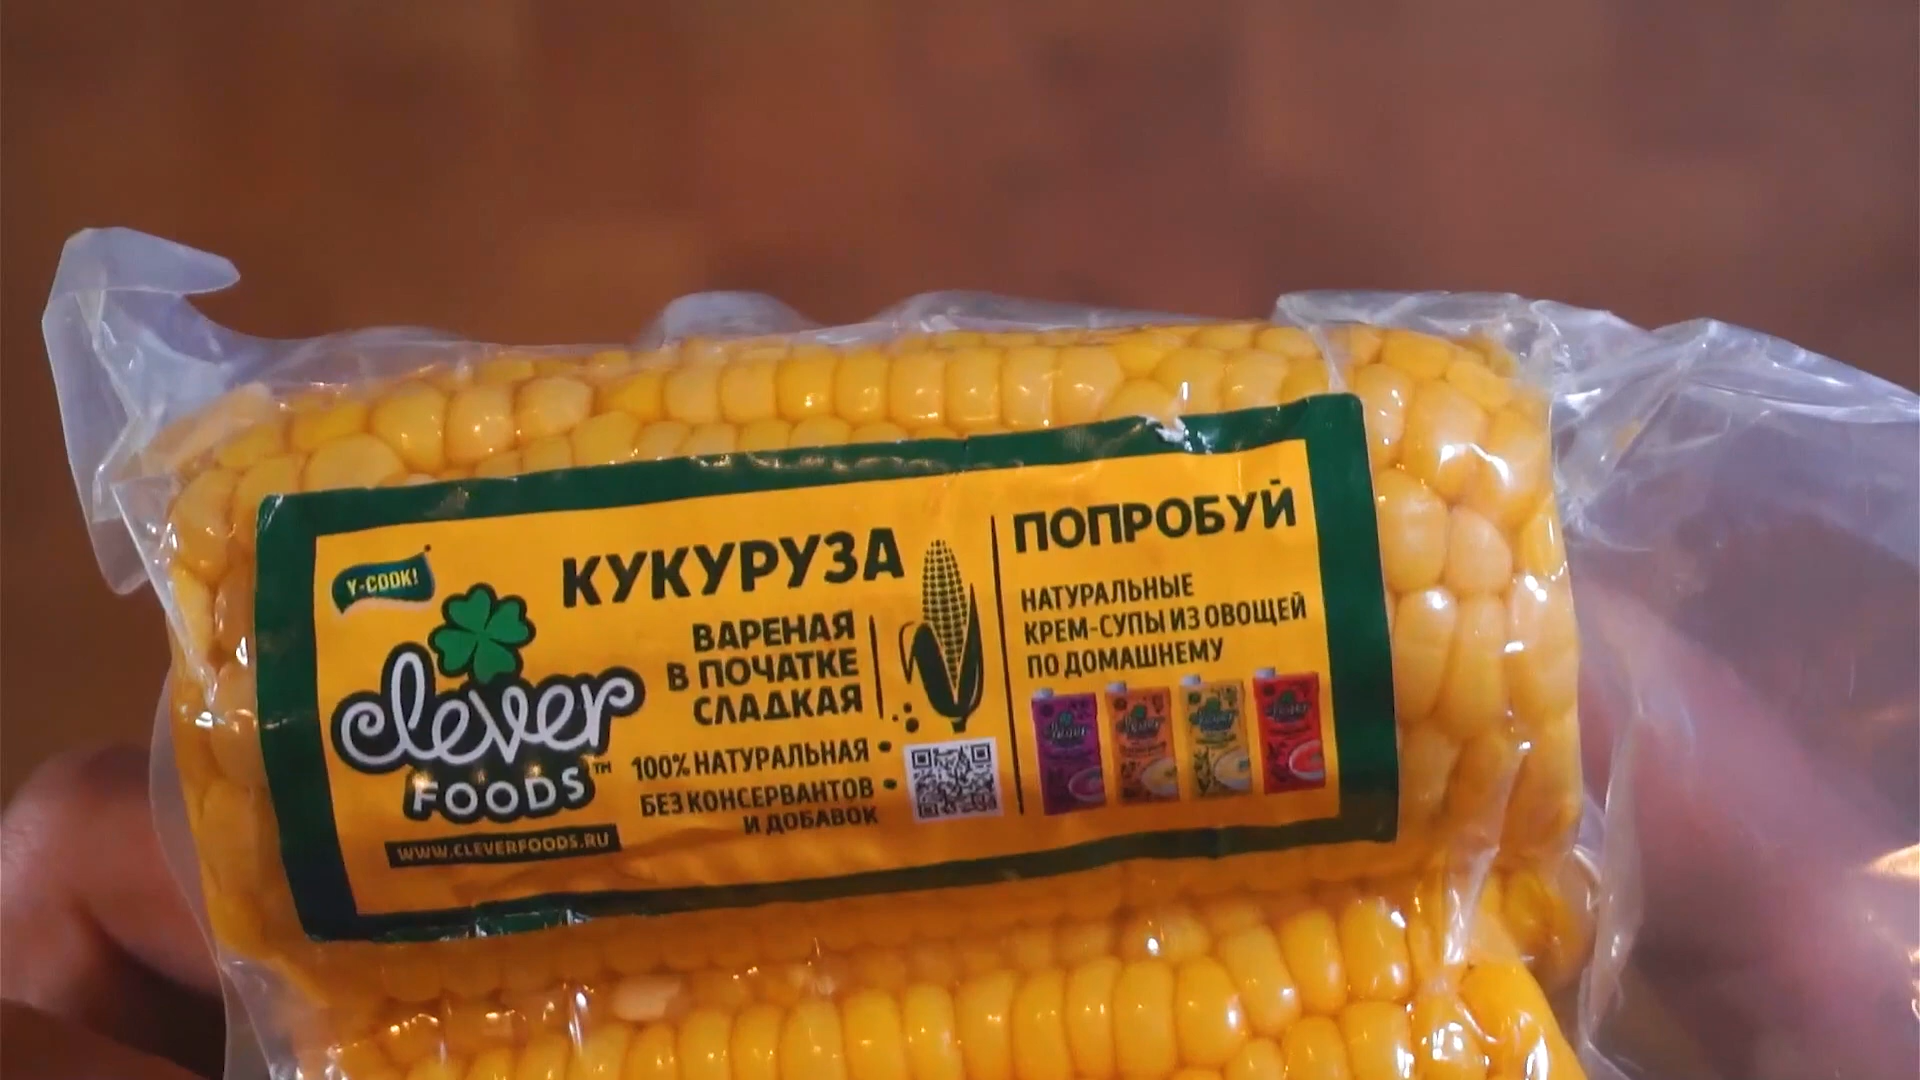 Y-COOK!
clever
FOODS™
WWW.CLEVERFOODS.RU
КУКУРУЗА
ВАРЕНАЯ
В ПОЧАТКЕ
СЛАДКАЯ
100% НАТУРАЛЬНАЯ •
БЕЗ КОНСЕРВАНТОВ •
И ДОБАВОК
ПОПРОБУЙ
НАТУРАЛЬНЫЕ
КРЕМ-СУПЫ ИЗ ОВОЩЕЙ
ПО ДОМАШНЕМУ